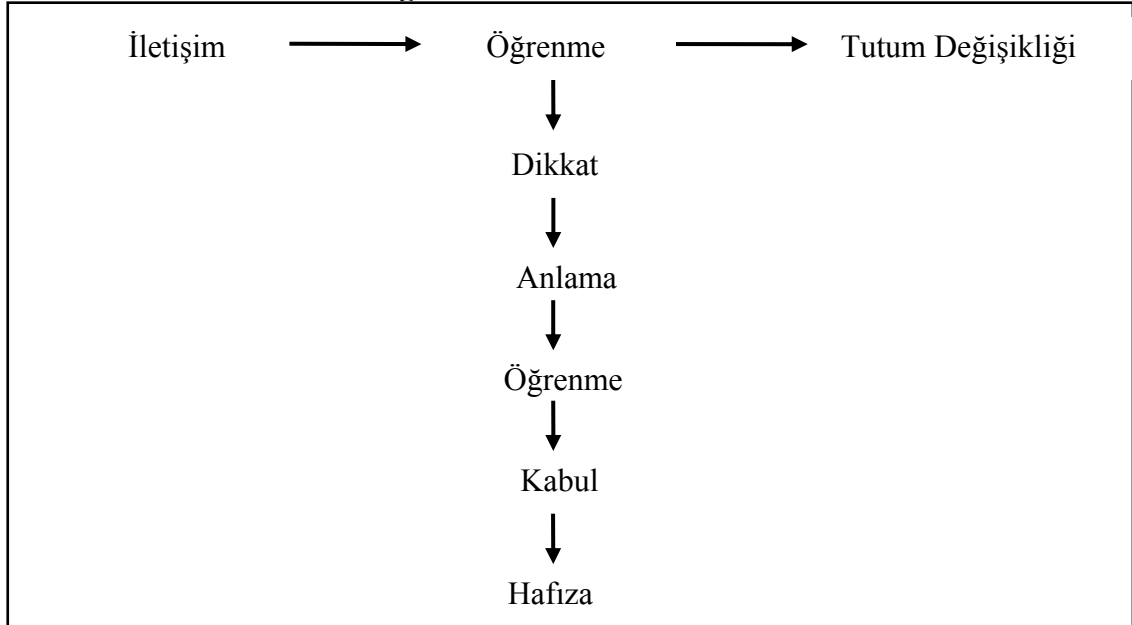 İletişim Öğrenme Tutum Değişikliği
Dikkat
Anlama
Öğrenme
Kabul
Hafıza